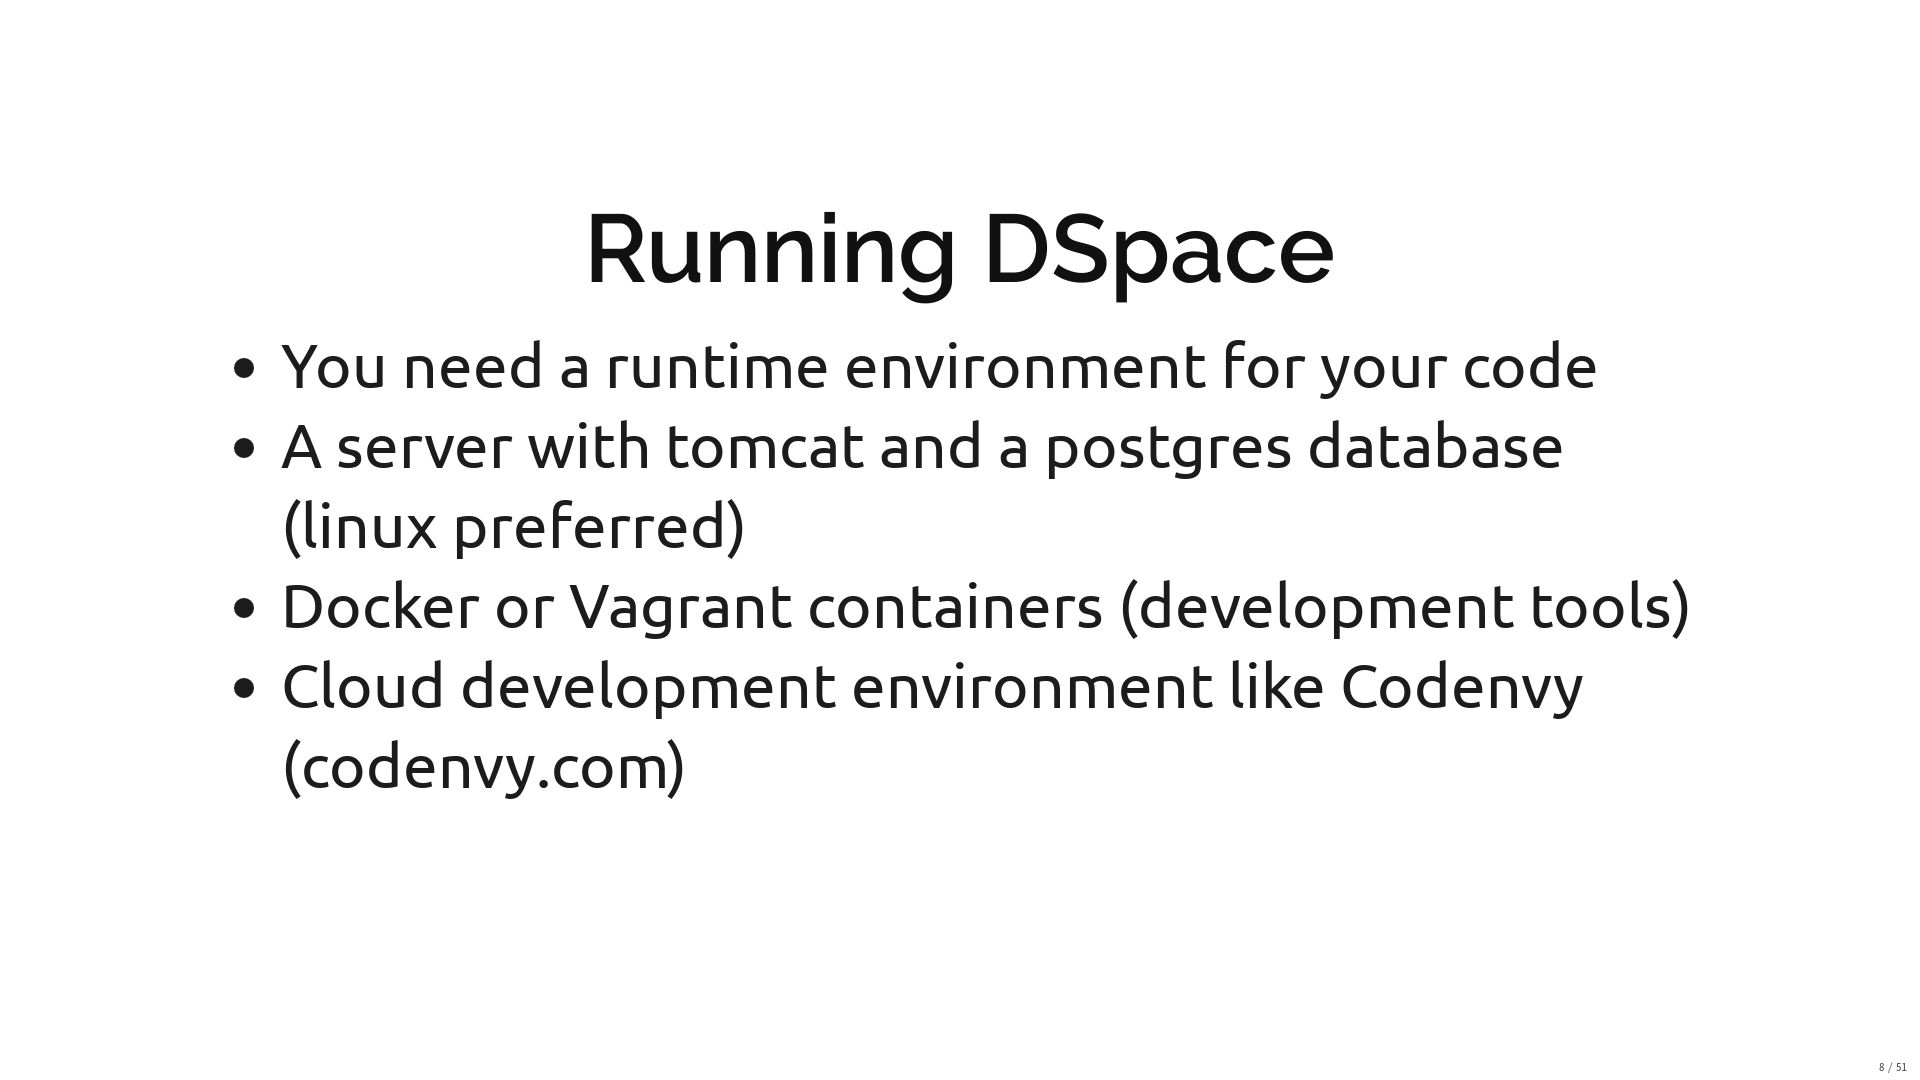 Running DSpace
• You need a runtime environment for your code
• A server with tomcat and a postgres database
(linux preferred)
• Docker or Vagrant containers (development tools)
• Cloud development environment like Codenvy
(codenvy.com)
8 / 51